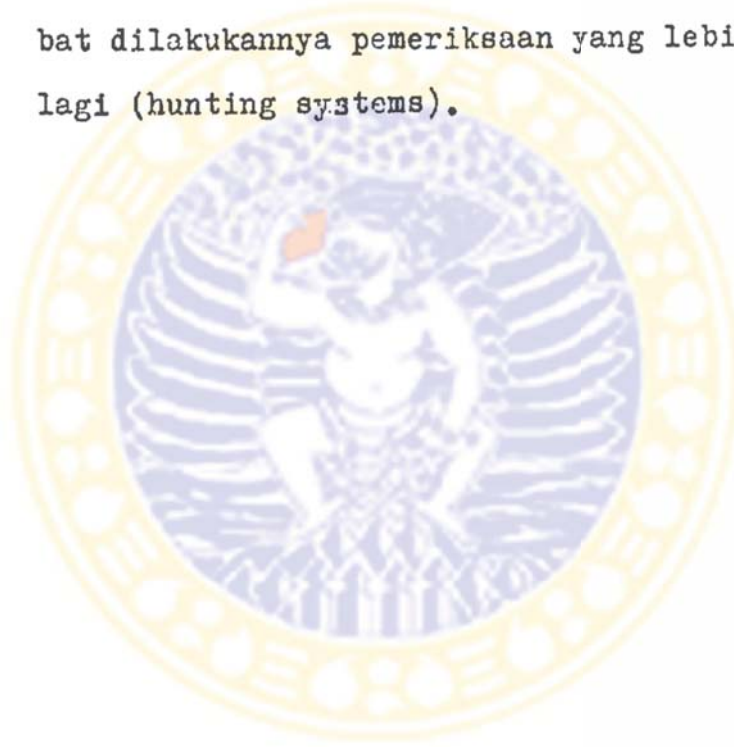 bat dilakukannya pemeriksaan yang lebi
lagi (hunting systems).